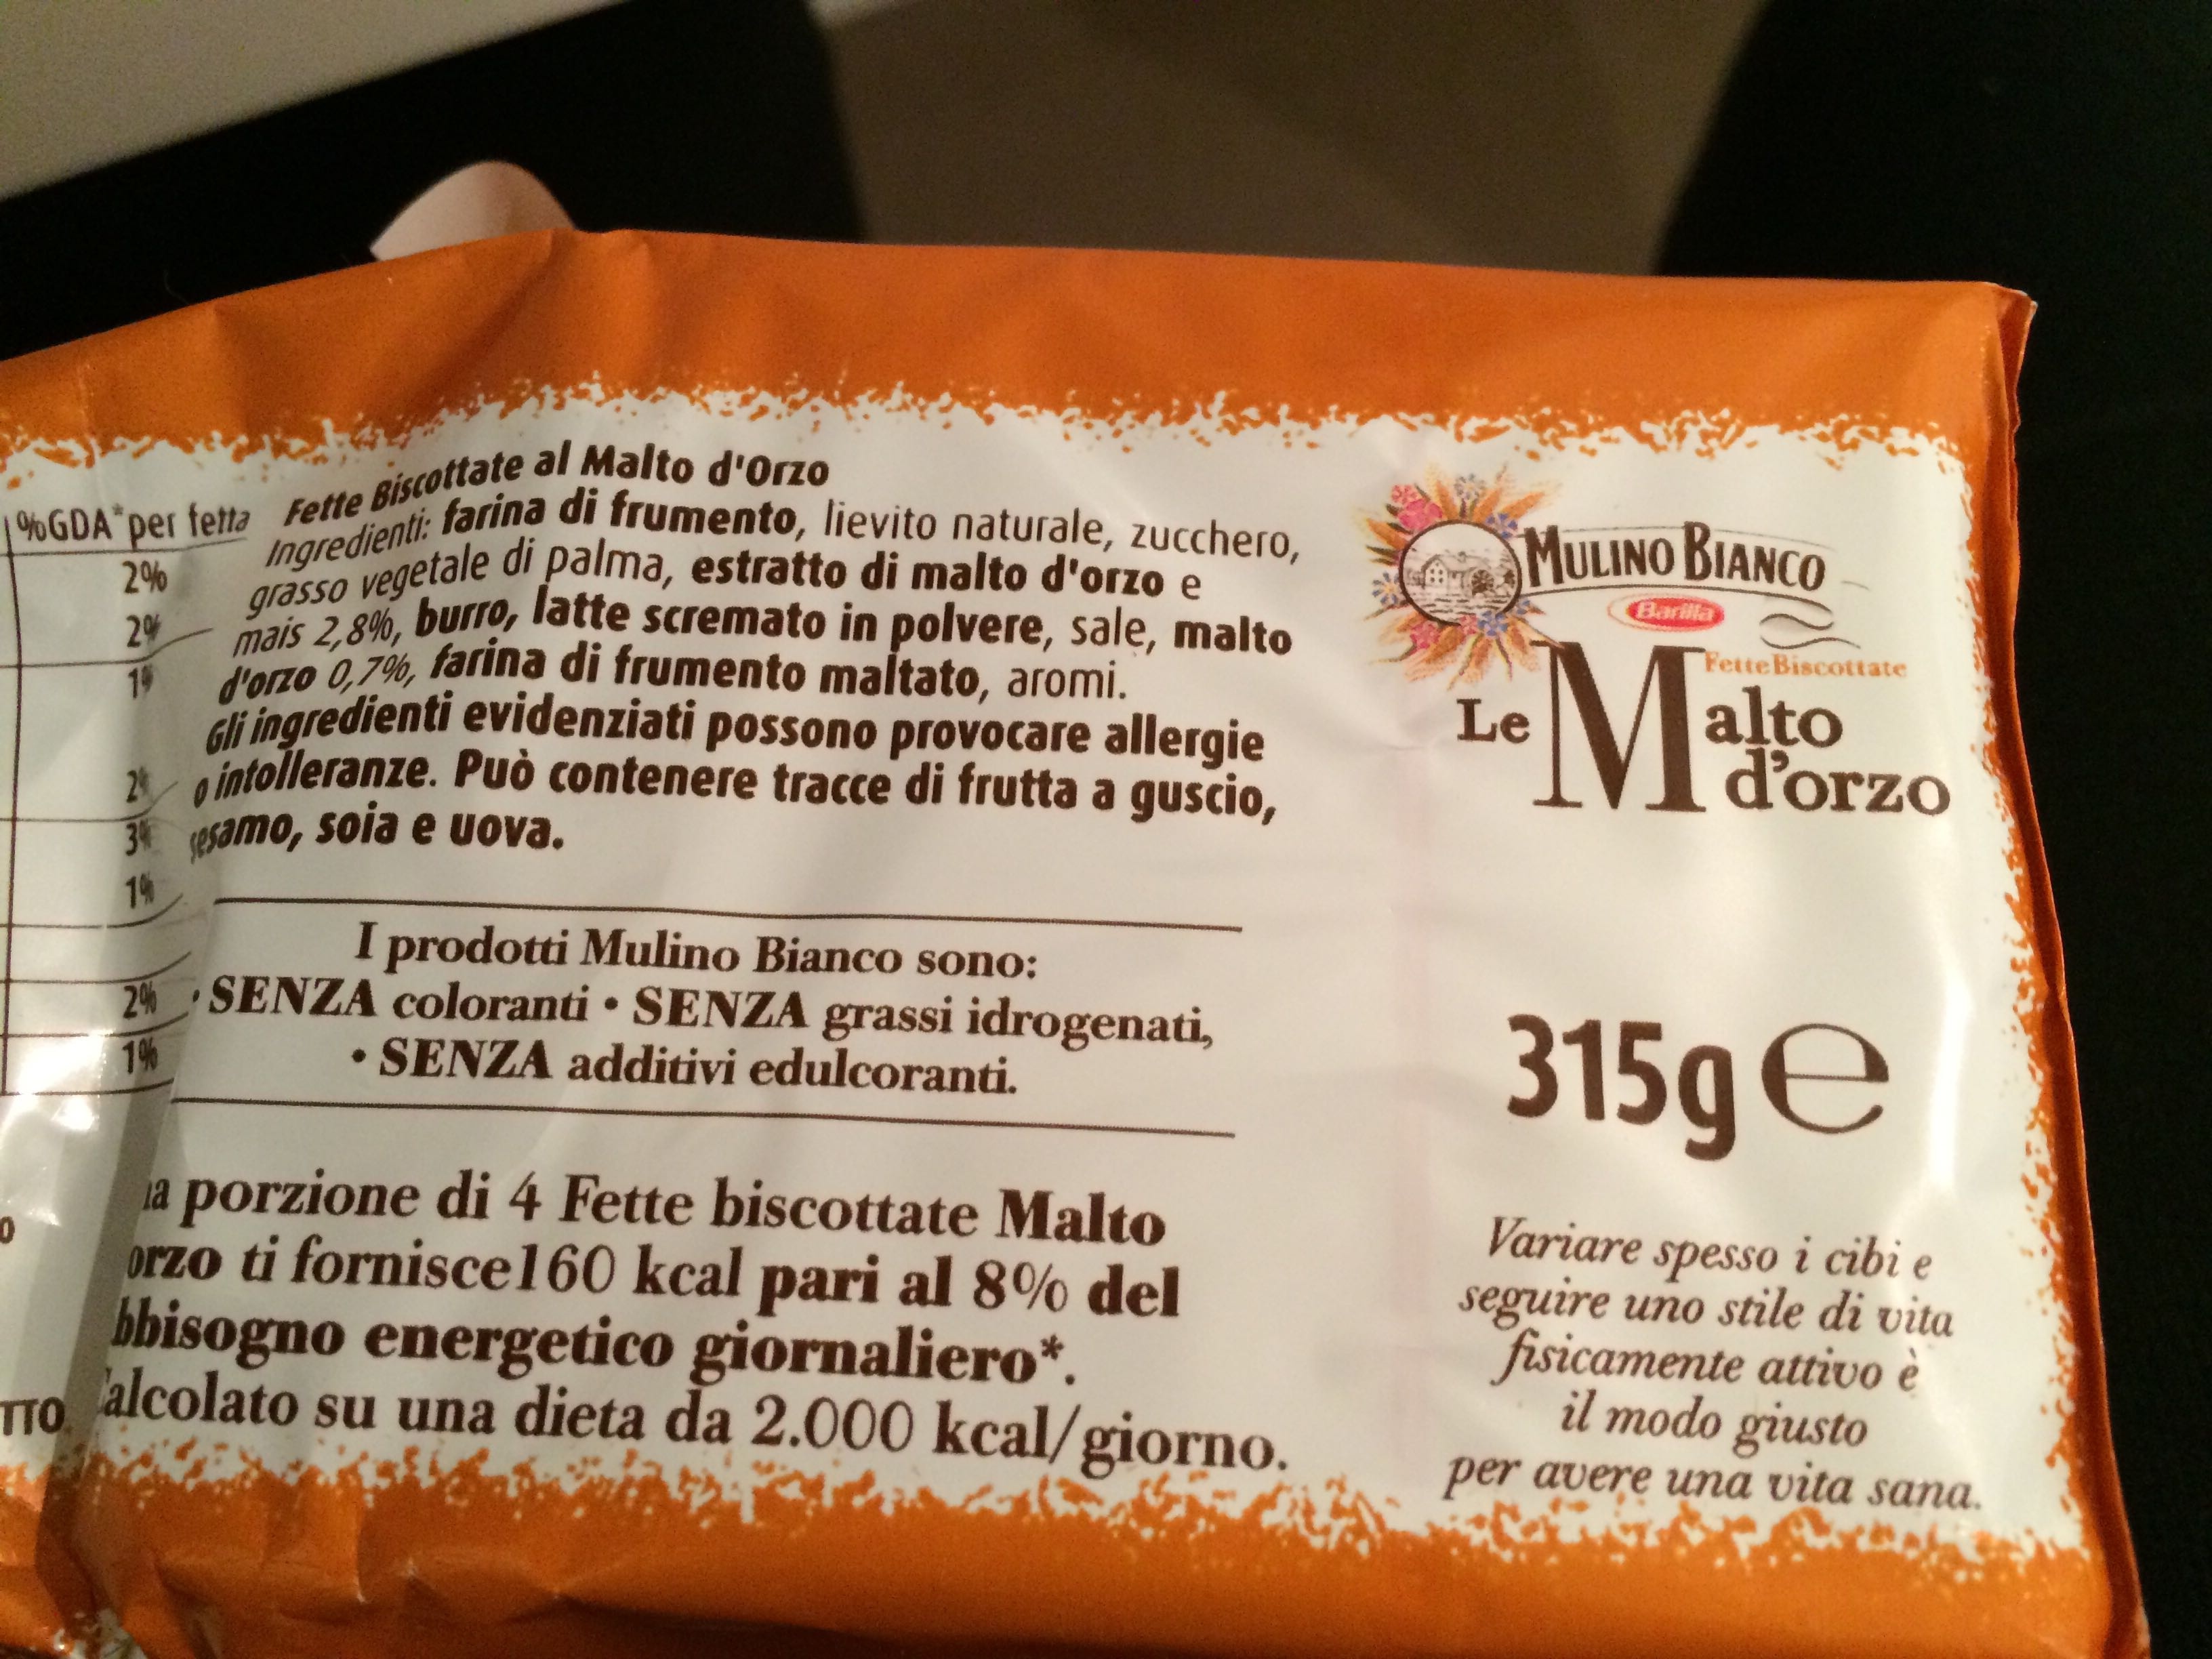 %GDA* per fetta
2%
2%
1%
2%
3%
1%
2%
1%
TTO
Fette Biscottate al Malto d'Orzo
Ingredienti: farina di frumento, lievito naturale, zucchero,
grasso vegetale di palma, estratto di malto d'orzo e
mais 2,8%, burro, latte scremato in polvere, sale, malto
d'orzo 0,7%, farina di frumento maltato, aromi.
Gli ingredienti evidenziati possono provocare allergie
o intolleranze. Può contenere tracce di frutta a guscio,
sesamo, soia e uova.
I prodotti Mulino Bianco sono:
• SENZA coloranti • SENZA grassi idrogenati,
• SENZA additivi edulcoranti.
na porzione di 4 Fette biscottate Malto
orzo ti fornisce160 kcal pari al 8% del
bbisogno energetico giornaliero*.
alcolato su una dieta da 2.000 kcal/giorno.
MULINO BIANCO
Barilla
Fette Biscottate
Le Malto
d'orzo
315g e
Variare spesso i cibi e
seguire uno stile di vita
fisicamente attivo è
il modo giusto
per avere una vita sana.